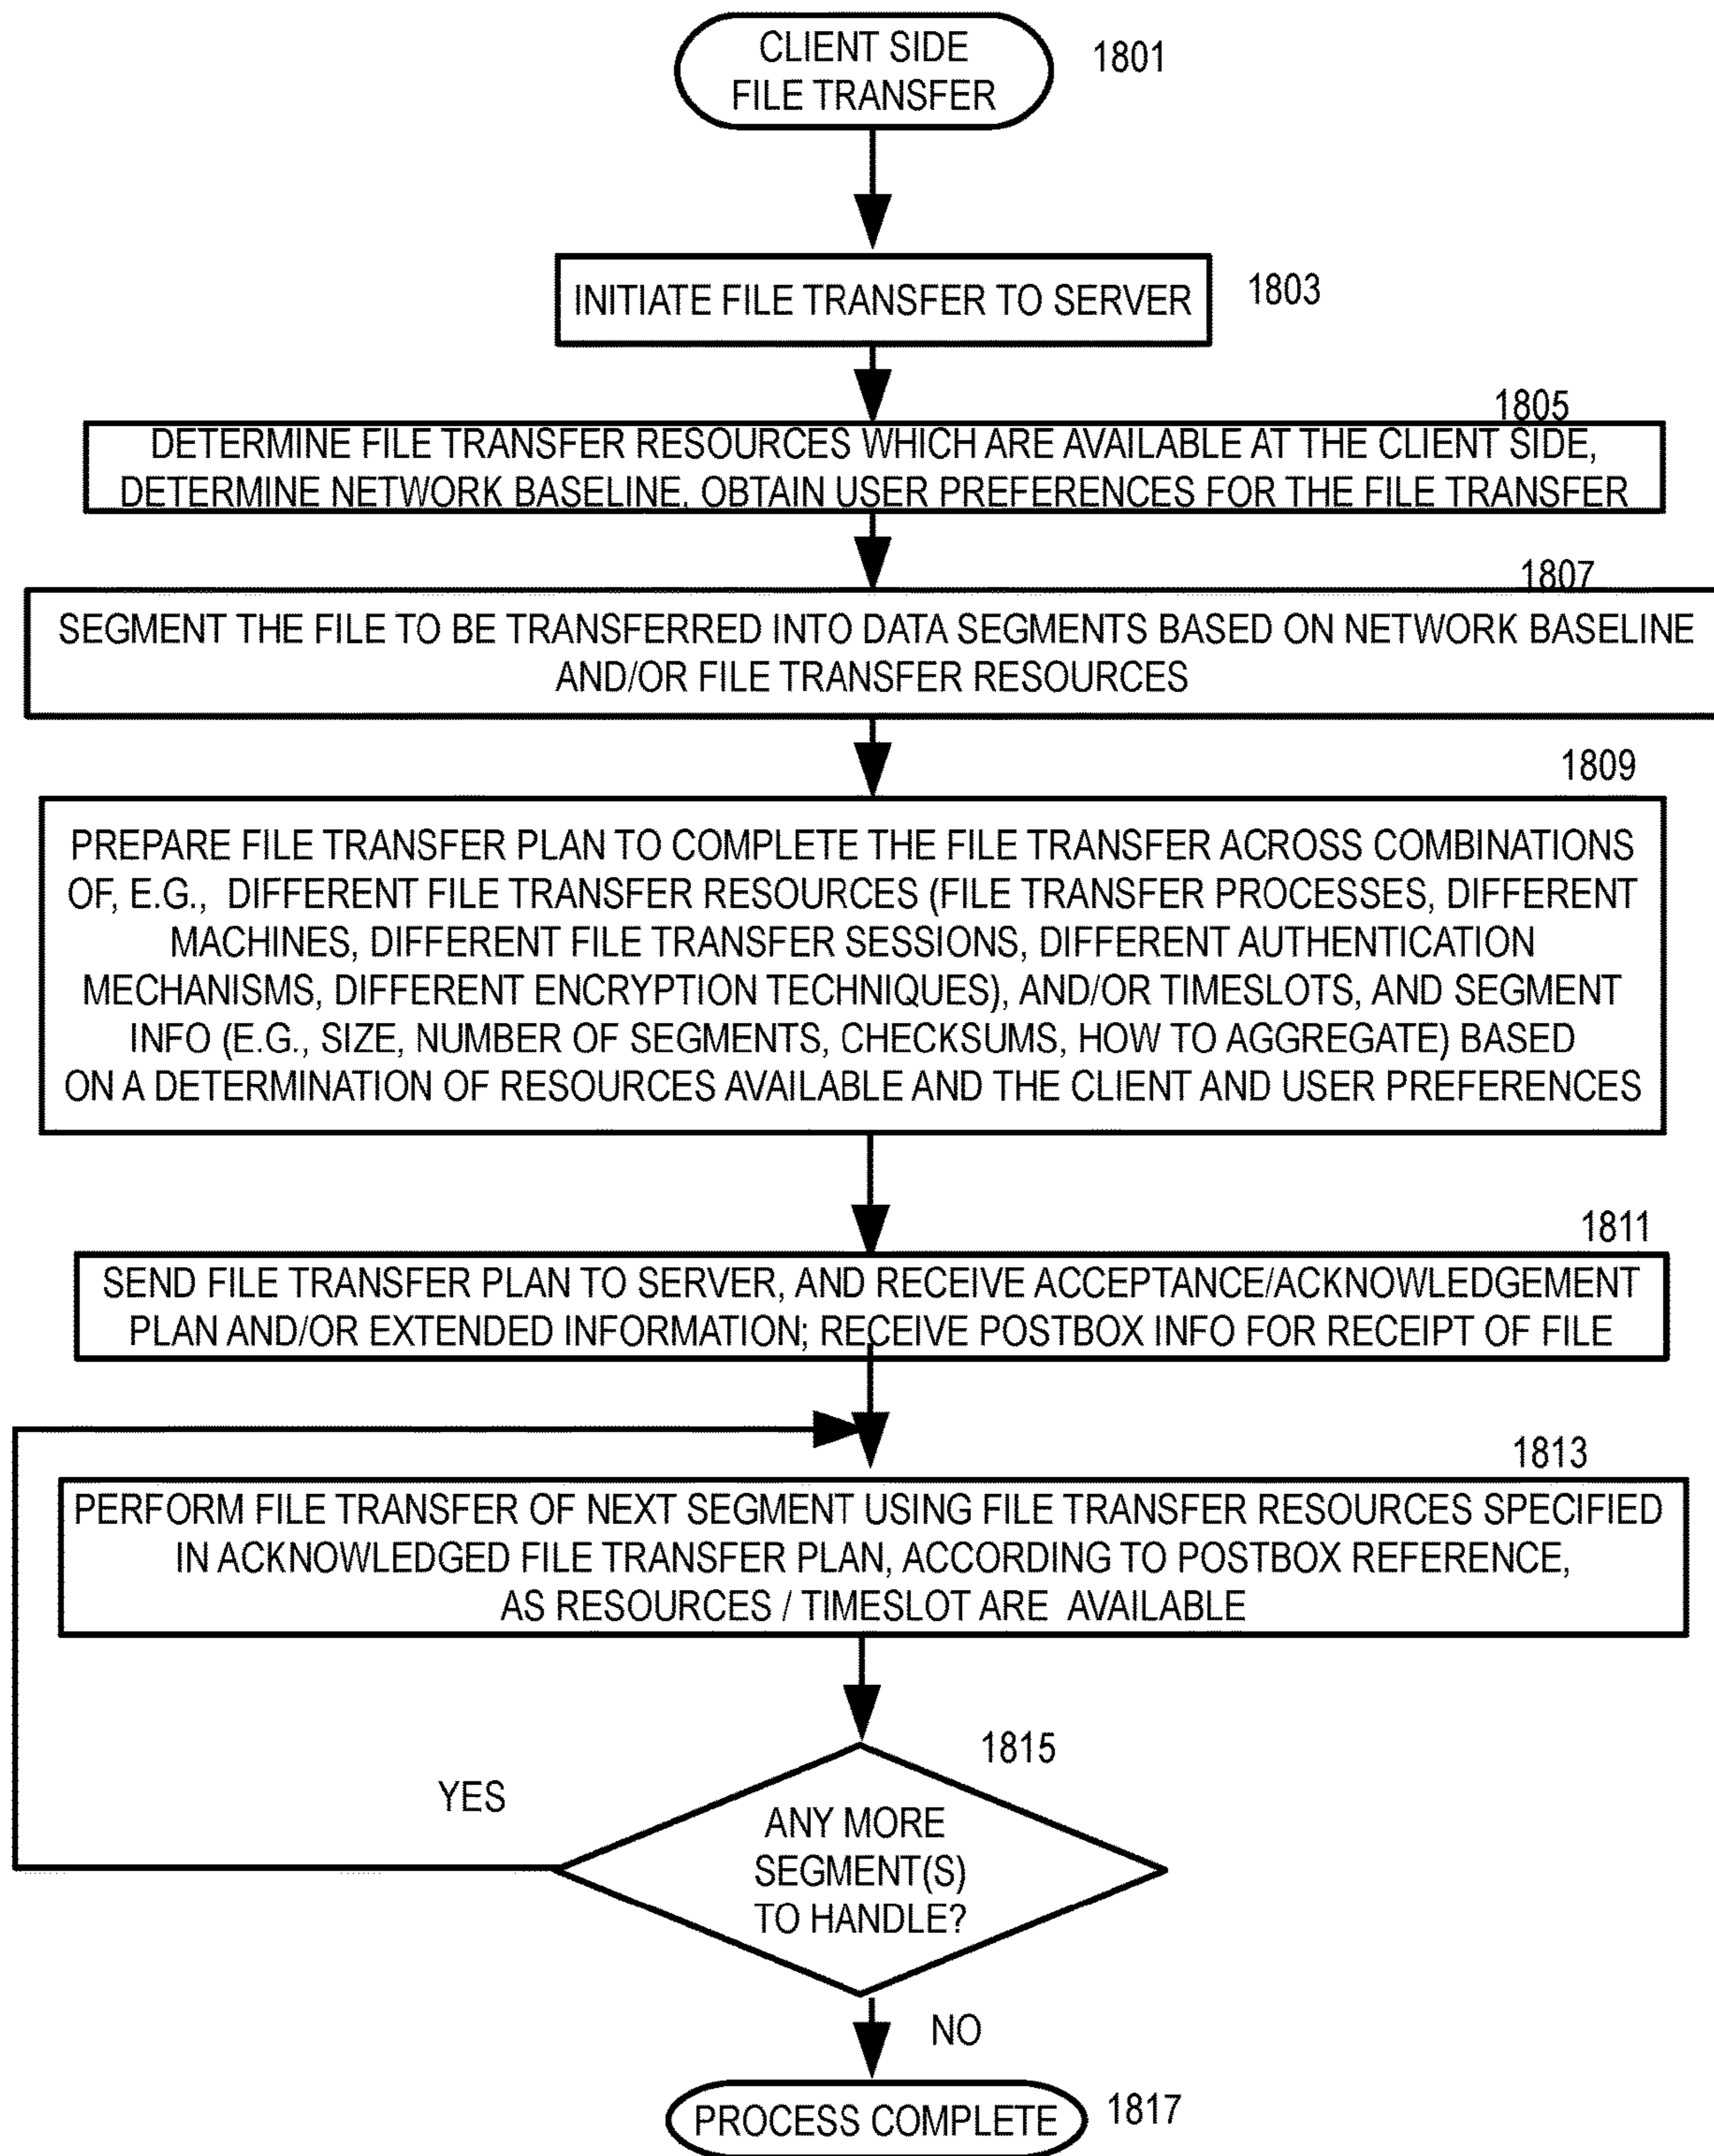 CLIENT SIDE
FILE TRANSFER
1801
INITIATE FILE TRANSFER TO SERVER
1803
1805
DETERMINE FILE TRANSFER RESOURCES WHICH ARE AVAILABLE AT THE CLIENT SIDE,
DETERMINE NETWORK BASELINE, OBTAIN USER PREFERENCES FOR THE FILE TRANSFER
1807
SEGMENT THE FILE TO BE TRANSFERRED INTO DATA SEGMENTS BASED ON NETWORK BASELINE
AND/OR FILE TRANSFER RESOURCES
1809
PREPARE FILE TRANSFER PLAN TO COMPLETE THE FILE TRANSFER ACROSS COMBINATIONS
OF, E.G., DIFFERENT FILE TRANSFER RESOURCES (FILE TRANSFER PROCESSES, DIFFERENT
MACHINES, DIFFERENT FILE TRANSFER SESSIONS, DIFFERENT AUTHENTICATION
MECHANISMS, DIFFERENT ENCRYPTION TECHNIQUES), AND/OR TIMESLOTS, AND SEGMENT
INFO (E.G., SIZE, NUMBER OF SEGMENTS, CHECKSUMS, HOW TO AGGREGATE) BASED
ON A DETERMINATION OF RESOURCES AVAILABLE AND THE CLIENT AND USER PREFERENCES
1811
SEND FILE TRANSFER PLAN TO SERVER, AND RECEIVE ACCEPTANCE/ACKNOWLEDGEMENT
PLAN AND/OR EXTENDED INFORMATION; RECEIVE POSTBOX INFO FOR RECEIPT OF FILE
1813
PERFORM FILE TRANSFER OF NEXT SEGMENT USING FILE TRANSFER RESOURCES SPECIFIED
IN ACKNOWLEDGED FILE TRANSFER PLAN, ACCORDING TO POSTBOX REFERENCE,
AS RESOURCES / TIMESLOT ARE AVAILABLE
1815
YES
ANY MORE
SEGMENT(S)
TO HANDLE?
NO
PROCESS COMPLETE
1817